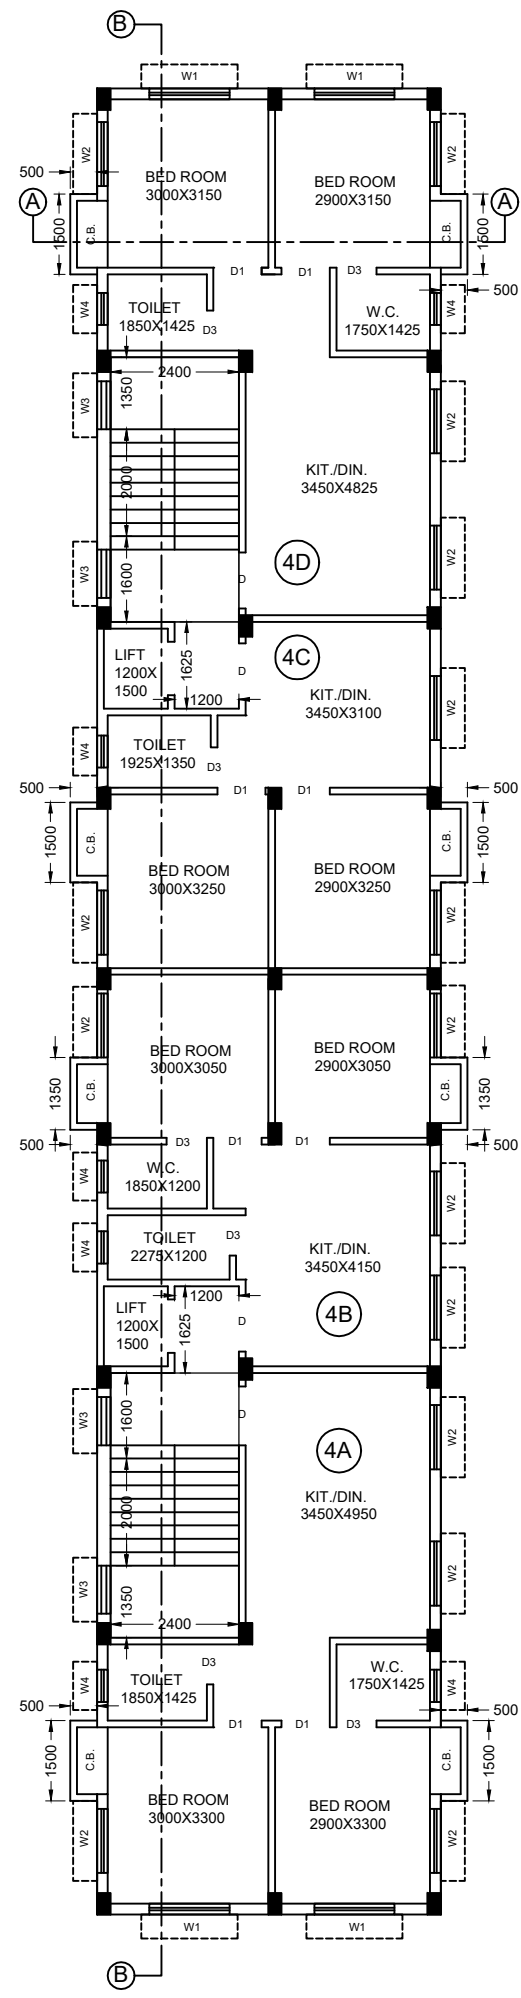 B
W1
W1
W2
W2
500
BED ROOM
3000X3150
BED ROOM
2900X3150
A
A
1500
C.B.
C.B.
1500
D1
D1
D3
500
W4
TOILET
1850X1425
D3
W.C.
1750X1425
W4
2400
1350
W3
W2
2000
KIT./DIN.
3450X4825
W3
1600
D
4D
W2
LIFT
1200X
1500
1625
1200
D
4C
KIT./DIN.
3450X3100
W2
W4
TOILET
1925X1350
D3
500
D1
D1
500
1500
C.B.
C.B.
1500
BED ROOM
3000X3250
BED ROOM
2900X3250
W2
W2
W2
W2
BED ROOM
3000X3050
BED ROOM
2900X3050
1350
C.B.
C.B.
1350
500
D3
D1
D1
500
W4
W.C.
1850X1200
W2
W4
TOILET
2275X1200
D3
KIT./DIN.
3450X4150
W2
LIFT
1200X
1500
1200
1625
D
4B
W3
1600
D
W2
4A
2000
KIT./DIN.
3450X4950
W3
1350
W2
2400
W4
TOILET
1850X1425
D3
W.C.
1750X1425
W4
500
500
D1
D1
D3
1500
C.B.
C.B.
1500
BED ROOM
3000X3300
BED ROOM
2900X3300
W2
W2
W1
W1
B